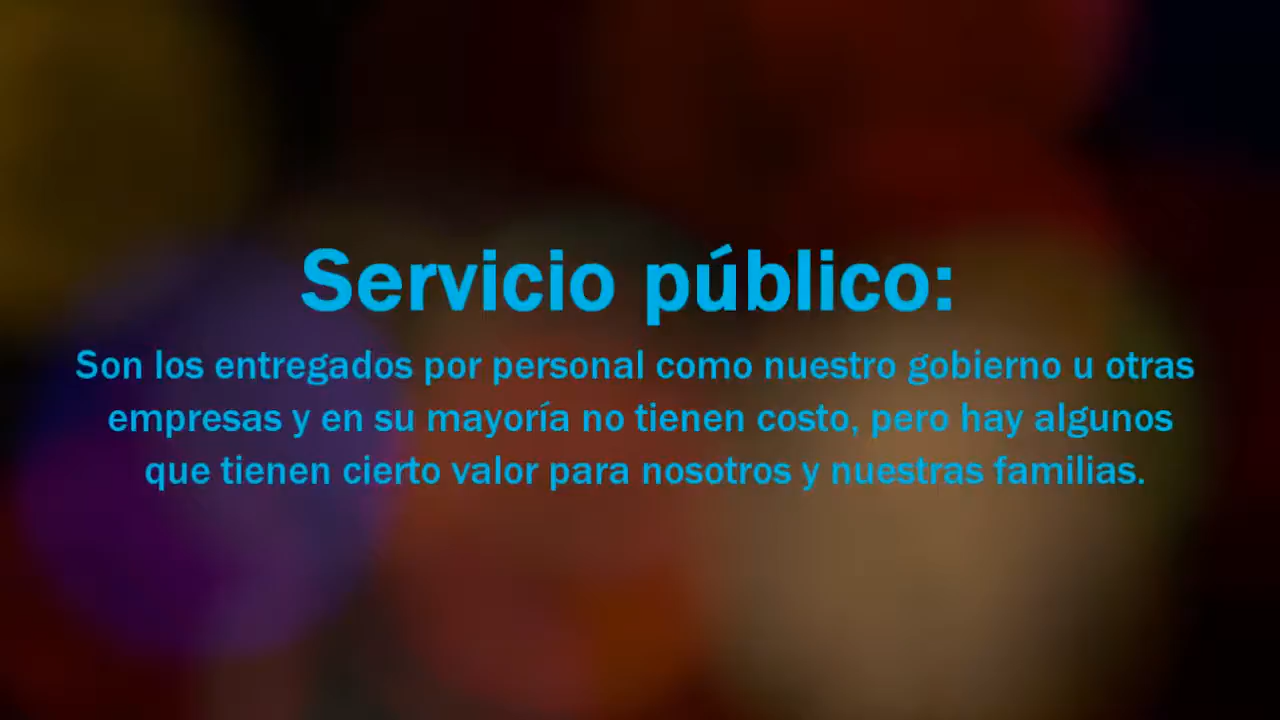 Servicio público:
Son los entregados por personal como nuestro gobierno u otras
empresas y en su mayoría no tienen costo, pero hay algunos
que tienen cierto valor para nosotros y nuestras familias.